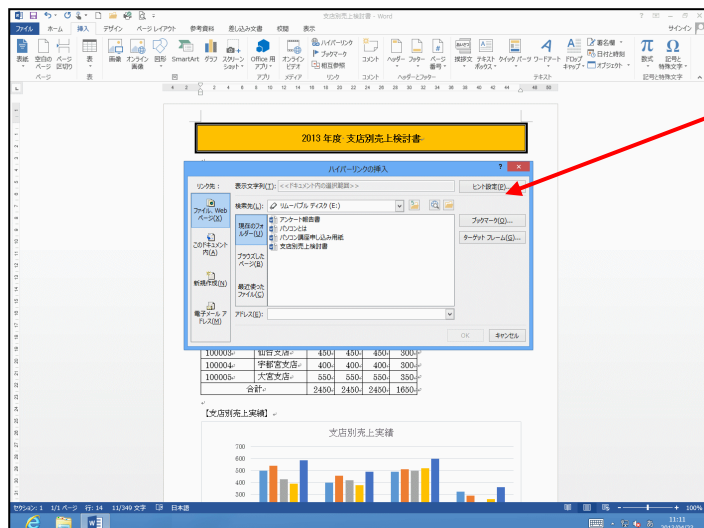 支店別売上検討書 - Word
サインイン
ファイル ホーム 挿入 デザイン ページ レイアウト 参考資料 差し込み文書 校閲 表示
表紙 空白のページ ページ区切り
表
画像 オンライン画像 図形 SmartArt グラフ スクリーンショット
Office 用アプリ
オンラインビデオ
ハイパーリンク
ブックマーク
相互参照
コメント
ヘッダー フッター ページ番号
挨拶文 テキストボックス クイック パーツ ワードアート ドロップキャップ
署名欄
日付と時刻
オブジェクト
数式 記号と特殊文字
ページ 表 図 アプリ メディア リンク コメント ヘッダーとフッター テキスト 記号と特殊文字
2013 年度 支店別売上検討書
ハイパーリンクの挿入
リンク先:
表示文字列(T): <<ドキュメント内の選択範囲>>
ヒント設定(P)...
ファイル、Web ページ(X)
検索先(L): リムーバブル ディスク (E:)
現在のフォルダー(U)
アンケート報告書
パソコンとは
パソコン講座申し込み用紙
支店別売上検討書
ブックマーク(O)...
ターゲット フレーム(G)...
このドキュメント内(A)
ブラウズしたページ(B)
新規作成(N)
最近使ったファイル(C)
電子メール アドレス(M)
アドレス(E):
OK キャンセル
100003 仙台支店 450 450 450 300
100004 宇都宮支店 400 400 400 300
100005 大宮支店 550 550 550 350
合計 2450 2450 2450 1650
【支店別売上実績】
支店別売上実績
700
600
500
400
300
セクション: 1 1/1 ページ 行: 14 11/349 文字 日本語
100%
11:11